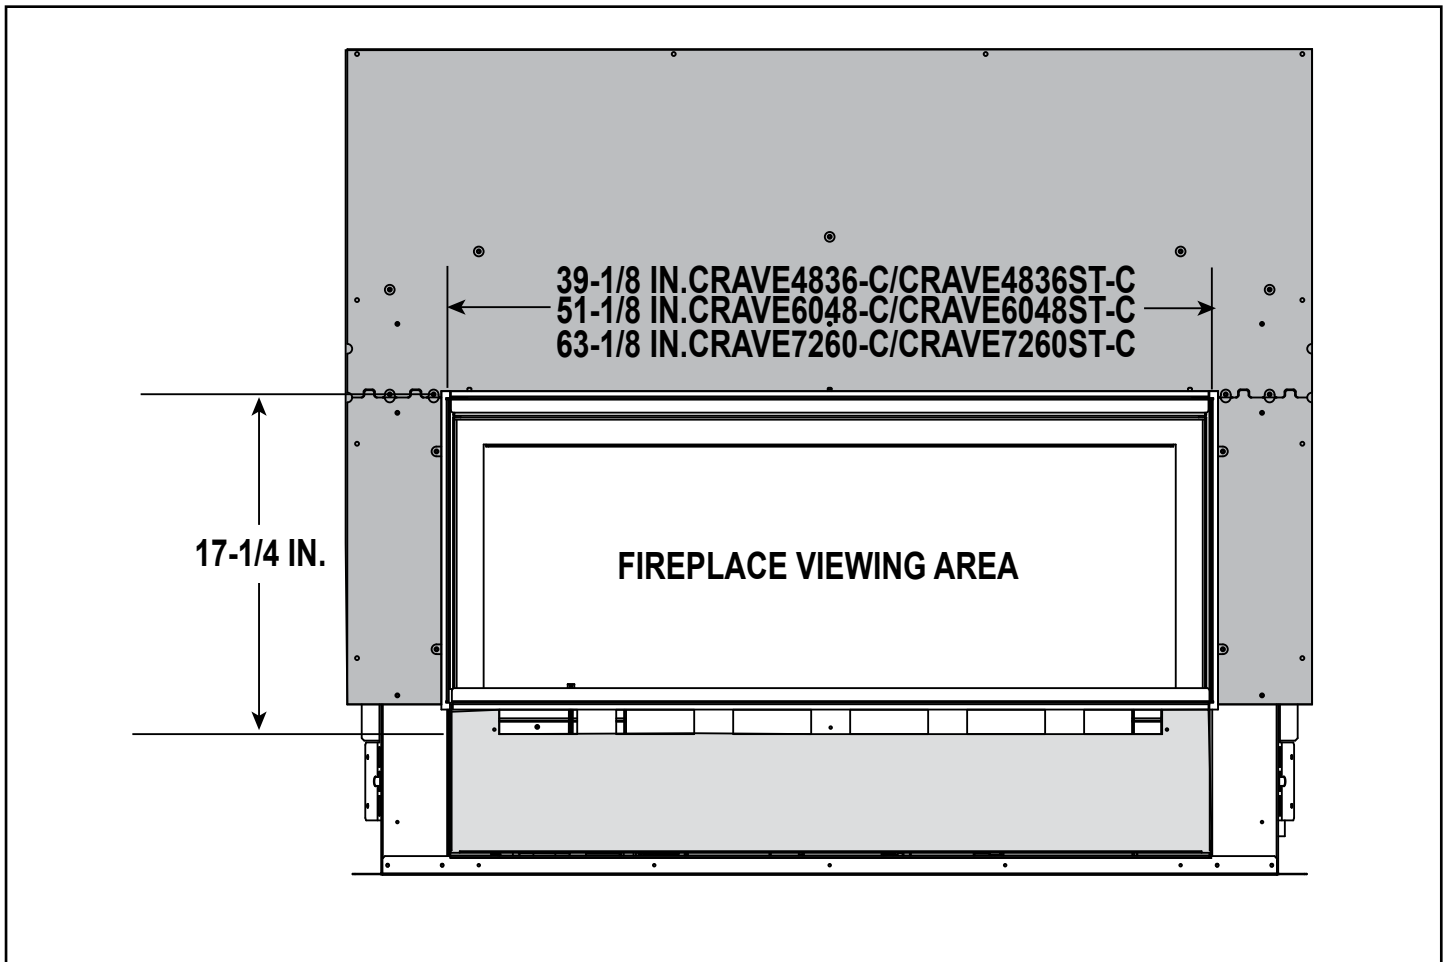 39-1/8 IN.CRAVE4836-C/CRAVE4836ST-C
51-1/8 IN.CRAVE6048-C/CRAVE6048ST-C
63-1/8 IN.CRAVE7260-C/CRAVE7260ST-C
17-1/4 IN.
FIREPLACE VIEWING AREA